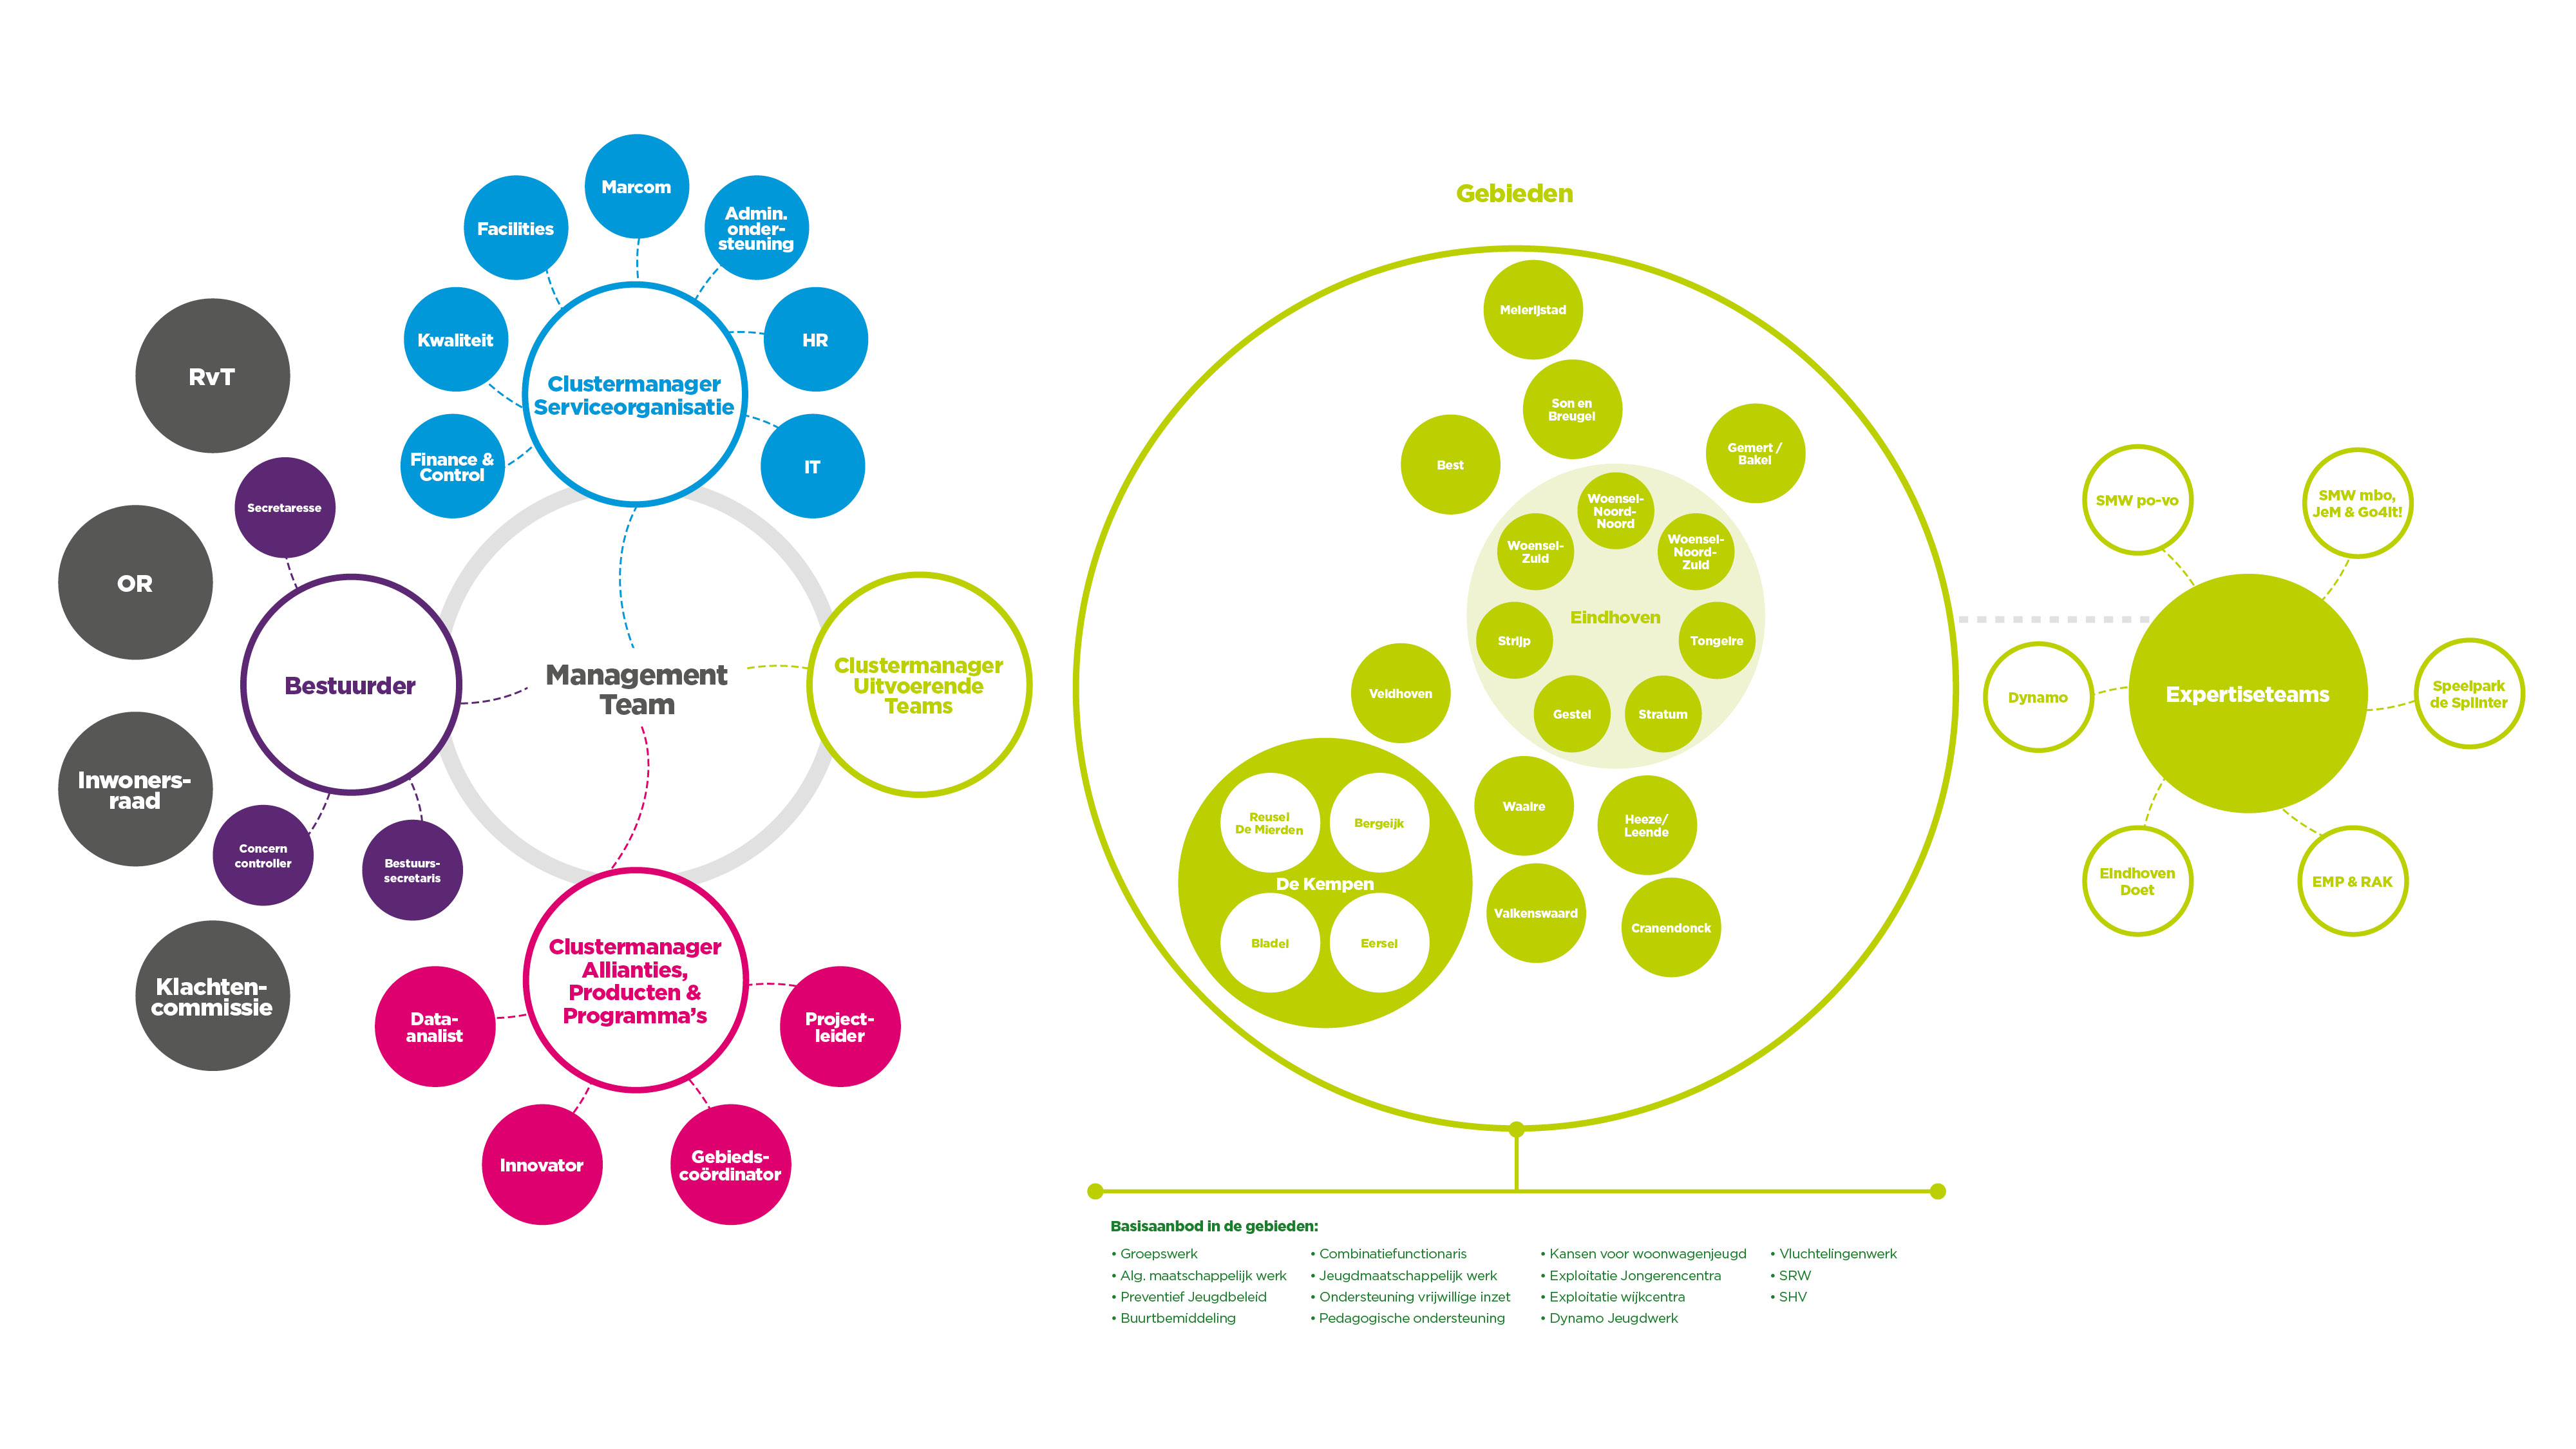 RvT
OR
Inwoners-
raad
Klachten-
commissie
Secretaresse
Bestuurder
Concern
controller
Bestuurs-
secretaris
Management
Team
Clustermanager
Serviceorganisatie
Finance &
Control
Kwaliteit
Facilities
Marcom
Admin.
onder-
steuning
HR
IT
Clustermanager
Uitvoerende
Teams
Clustermanager
Allianties,
Producten &
Programma's
Data-
analist
Innovator
Gebieds-
coördinator
Project-
leider
Gebieden
Meierijstad
Son en
Breugel
Best
Gemert /
Bakel
Woensel-
Noord-
Noord
Woensel-
Zuid
Woensel-
Noord-
Zuid
Eindhoven
Strijp
Tongelre
Gestel
Stratum
Veldhoven
Reusel
De Mierden
Bergeijk
De Kempen
Bladel
Eersel
Waalre
Heeze/
Leende
Valkenswaard
Cranendonck
SMW po-vo
SMW mbo,
JeM & Go4It!
Dynamo
Expertiseteams
Speelpark
de Splinter
Eindhoven
Doet
EMP & RAK
Basisaanbod in de gebieden:
• Groepswerk
• Alg. maatschappelijk werk
• Preventief Jeugdbeleid
• Buurtbemiddeling
• Combinatiefunctionaris
• Jeugdmaatschappelijk werk
• Ondersteuning vrijwillige inzet
• Pedagogische ondersteuning
• Kansen voor woonwagenjeugd
• Exploitatie Jongerencentra
• Exploitatie wijkcentra
• Dynamo Jeugdwerk
• Vluchtelingenwerk
• SRW
• SHV